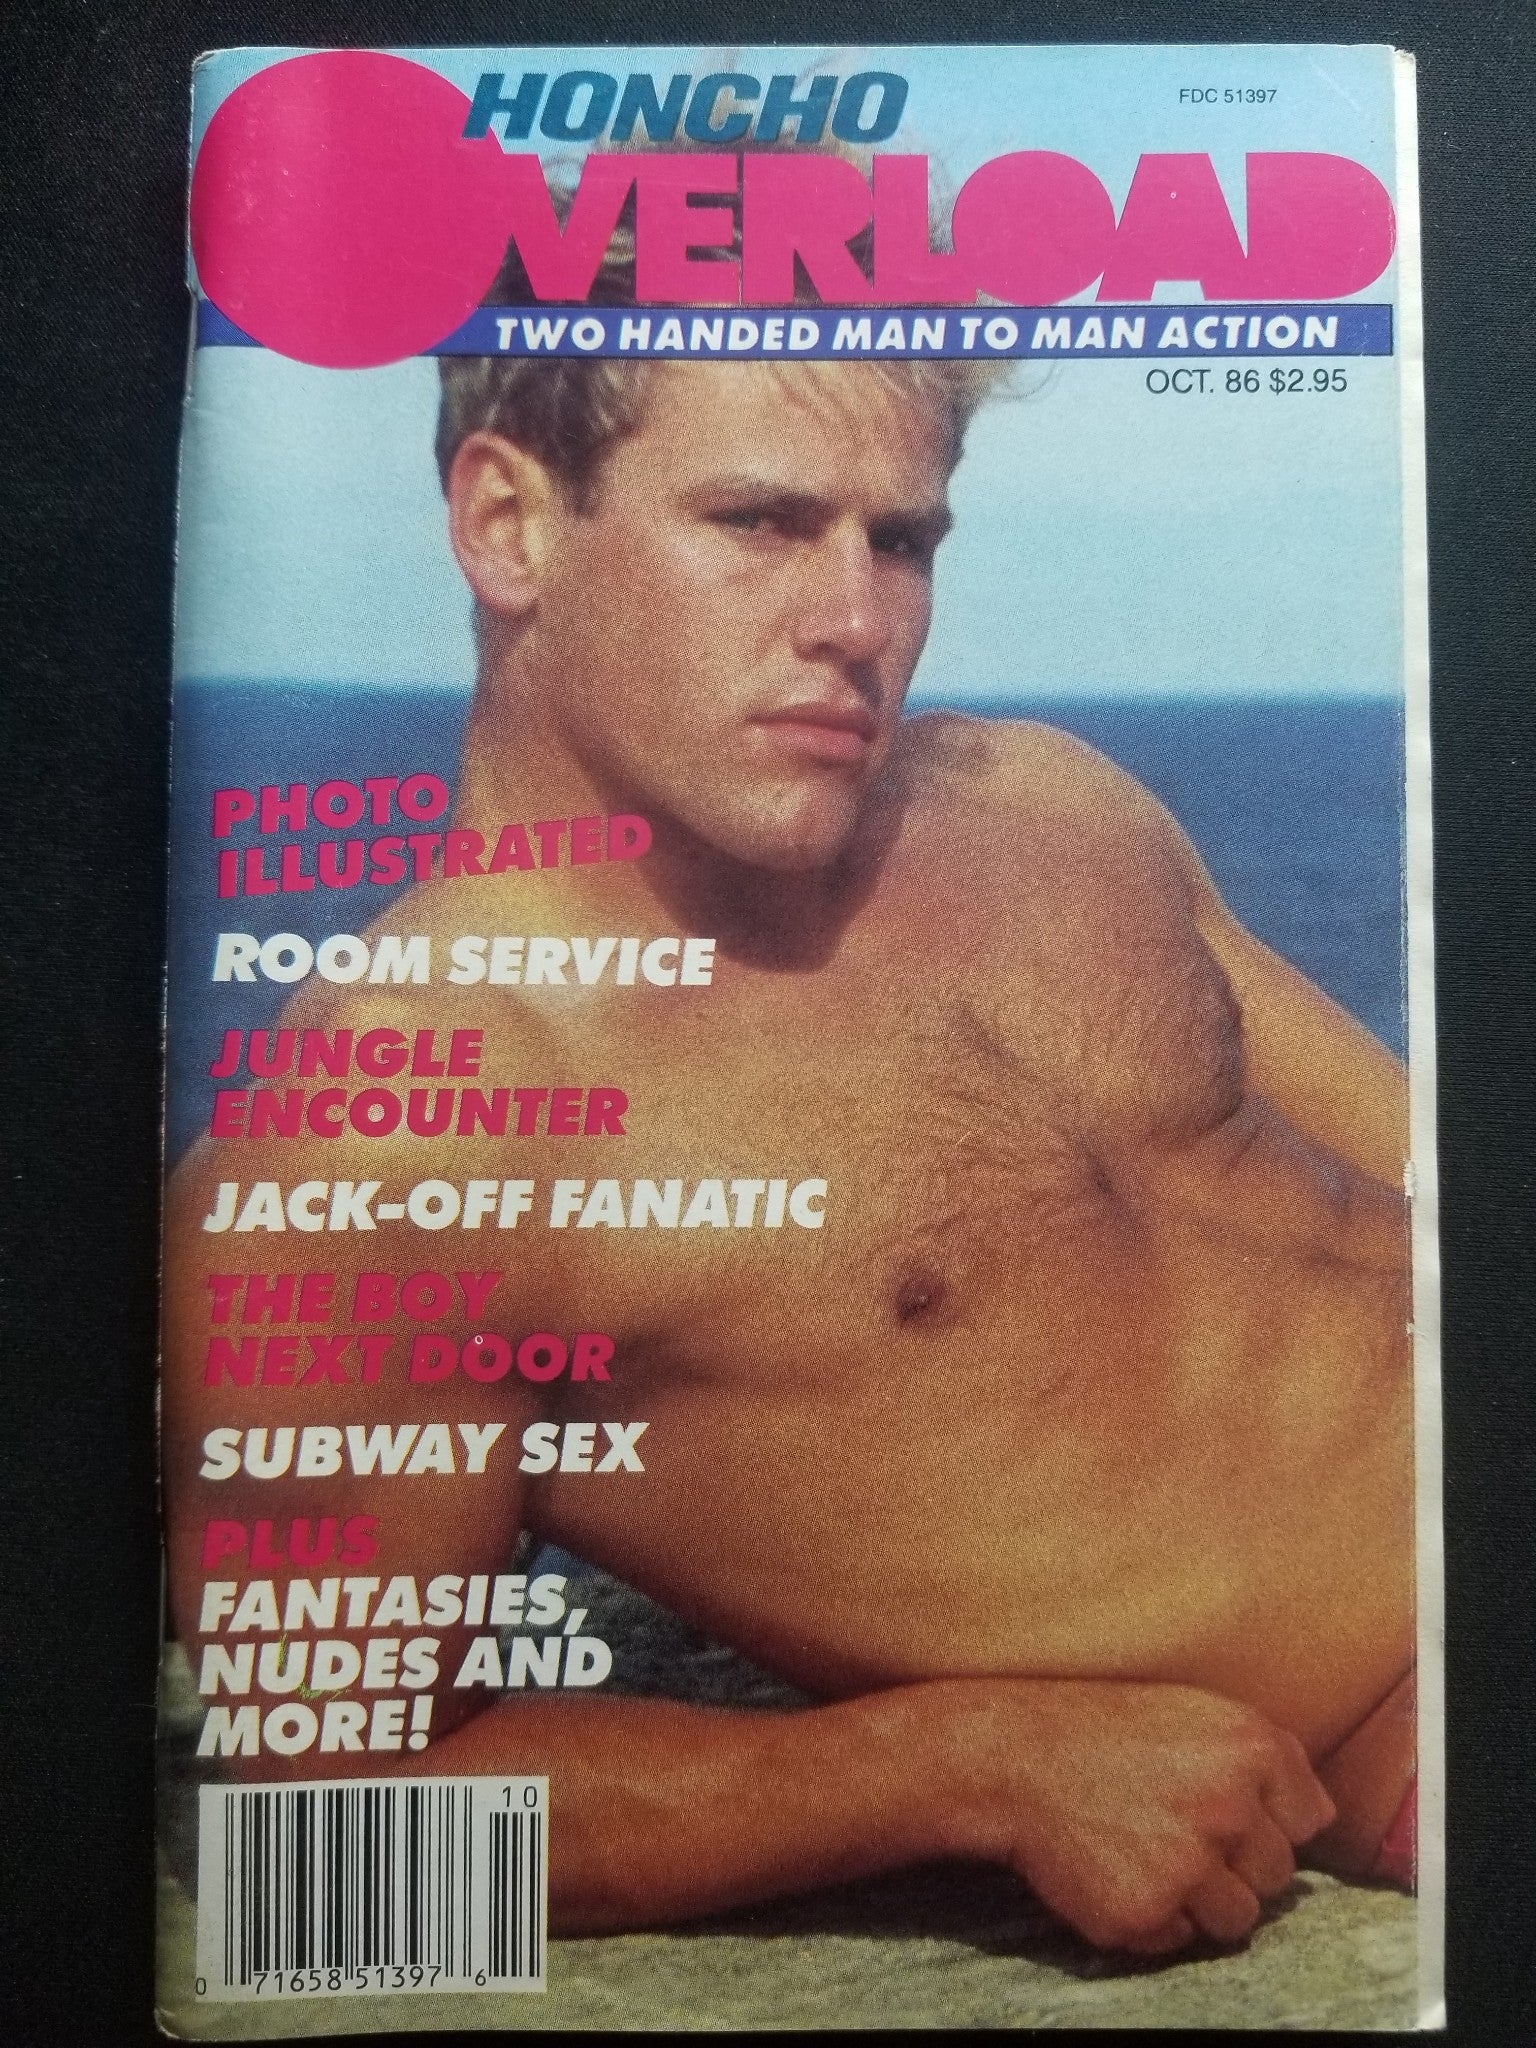 HONCHO
FDC 51397
OVERLOAD
TWO HANDED MAN TO MAN ACTION
OCT. 86 $2.95
PHOTO
ILLUSTRATED
ROOM SERVICE
JUNGLE
ENCOUNTER
JACK-OFF FANATIC
THE BOY
NEXT DOOR
SUBWAY SEX
PLUS
FANTASIES,
NUDES AND
MORE!
10
0 71658 51397 6